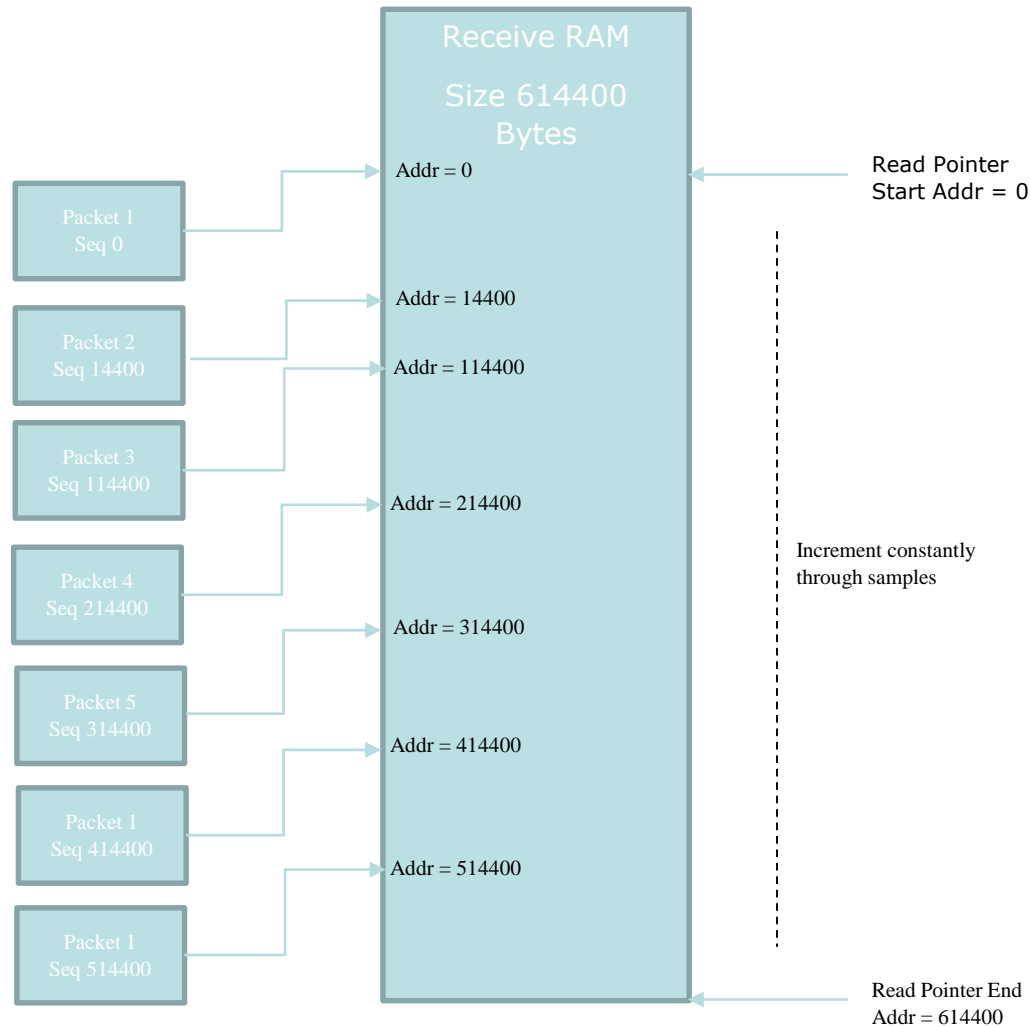 Receive RAM
Size 614400
Bytes
Addr = 0
Read Pointer
Start Addr = 0
Packet 1
Seq 0
Addr = 14400
Packet 2
Seq 14400
Addr = 114400
Packet 3
Seq 114400
Addr = 214400
Packet 4
Seq 214400
Increment constantly
through samples
Addr = 314400
Packet 5
Seq 314400
Addr = 414400
Packet 1
Seq 414400
Addr = 514400
Packet 1
Seq 514400
Read Pointer End
Addr = 614400